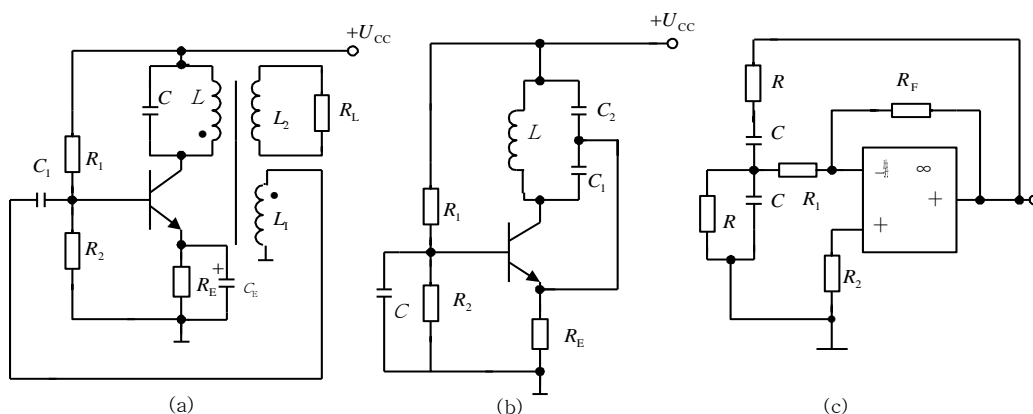 +U_CC
C
L
L_2
R_L
C_1
R_1
L_1
R_2
R_E
+
C_E
(a)
+U_CC
C_2
L
C_1
R_1
C
R_2
R_E
(b)
R
R_F
C
R_1
∞
R
C
+
+
R_2
(c)